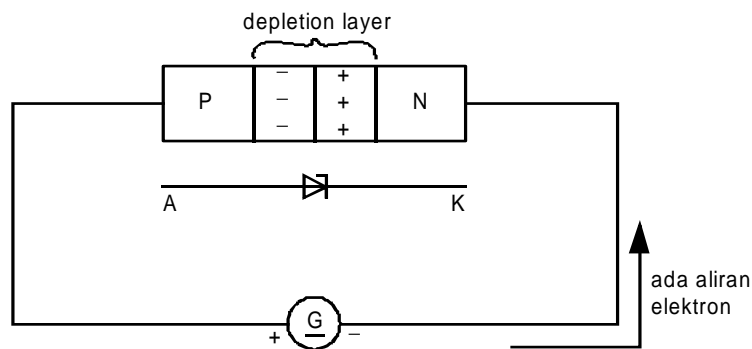 depletion layer
P − + N
− +
− +
A K
ada aliran
elektron
+ G −